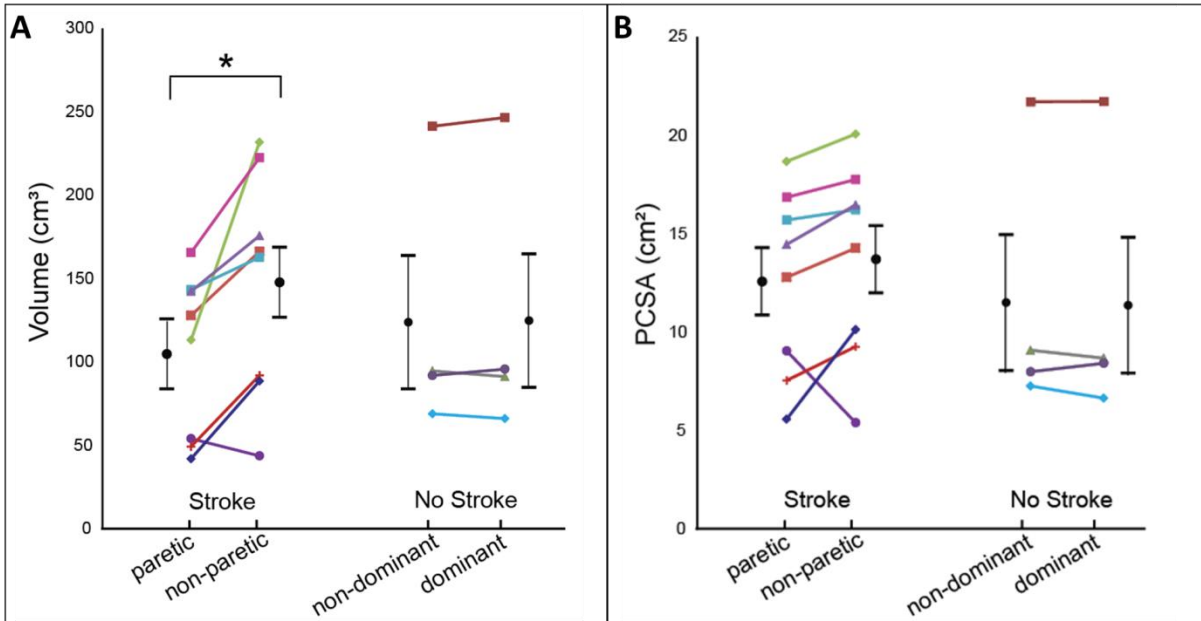 A
*
Volume (cm³)
300
250
200
150
100
50
0
Stroke
No Stroke
paretic
non-paretic
non-dominant
dominant
B
PCSA (cm²)
25
20
15
10
5
0
Stroke
No Stroke
paretic
non-paretic
non-dominant
dominant